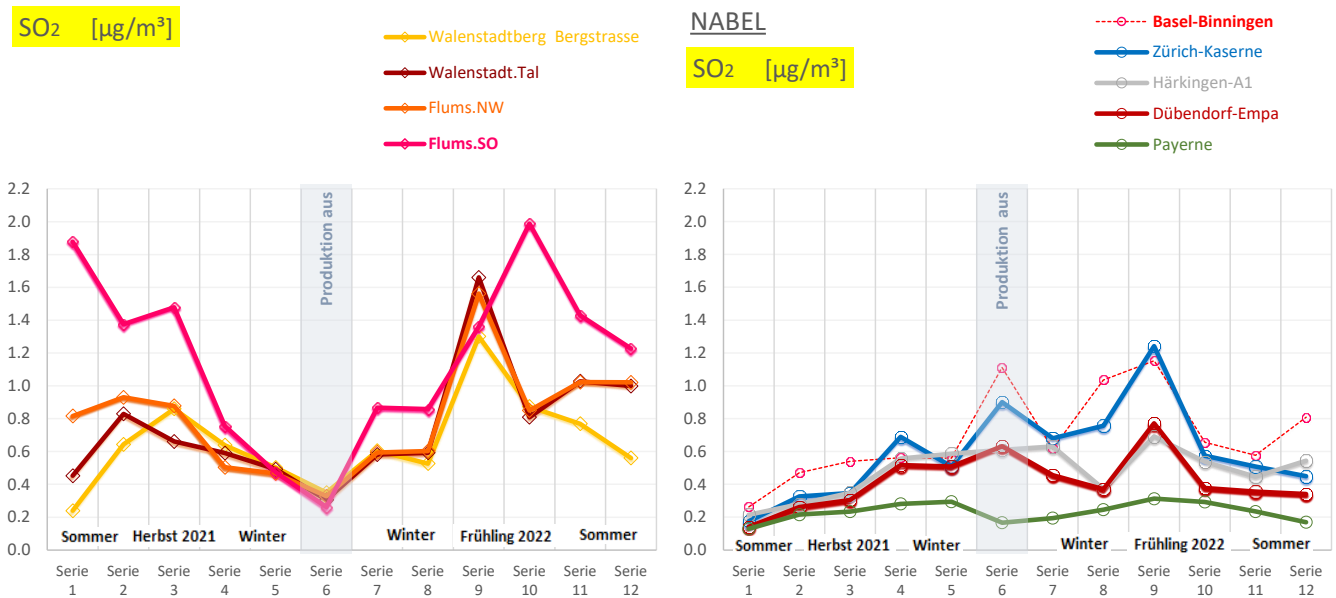 SO2 [µg/m³]
Walenstadtberg Bergstrasse
Walenstadt.Tal
Flums.NW
Flums.SO
2.2
2.0
1.8
1.6
1.4
1.2
1.0
0.8
0.6
0.4
0.2
0.0
Produktion aus
Sommer Herbst 2021 Winter Winter Frühling 2022 Sommer
Serie Serie Serie Serie Serie Serie Serie Serie Serie Serie Serie Serie
1 2 3 4 5 6 7 8 9 10 11 12
NABEL
SO2 [µg/m³]
Basel-Binningen
Zürich-Kaserne
Härkingen-A1
Dübendorf-Empa
Payerne
2.2
2.0
1.8
1.6
1.4
1.2
1.0
0.8
0.6
0.4
0.2
0.0
Produktion aus
Sommer Herbst 2021 Winter Winter Frühling 2022 Sommer
Serie Serie Serie Serie Serie Serie Serie Serie Serie Serie Serie Serie
1 2 3 4 5 6 7 8 9 10 11 12